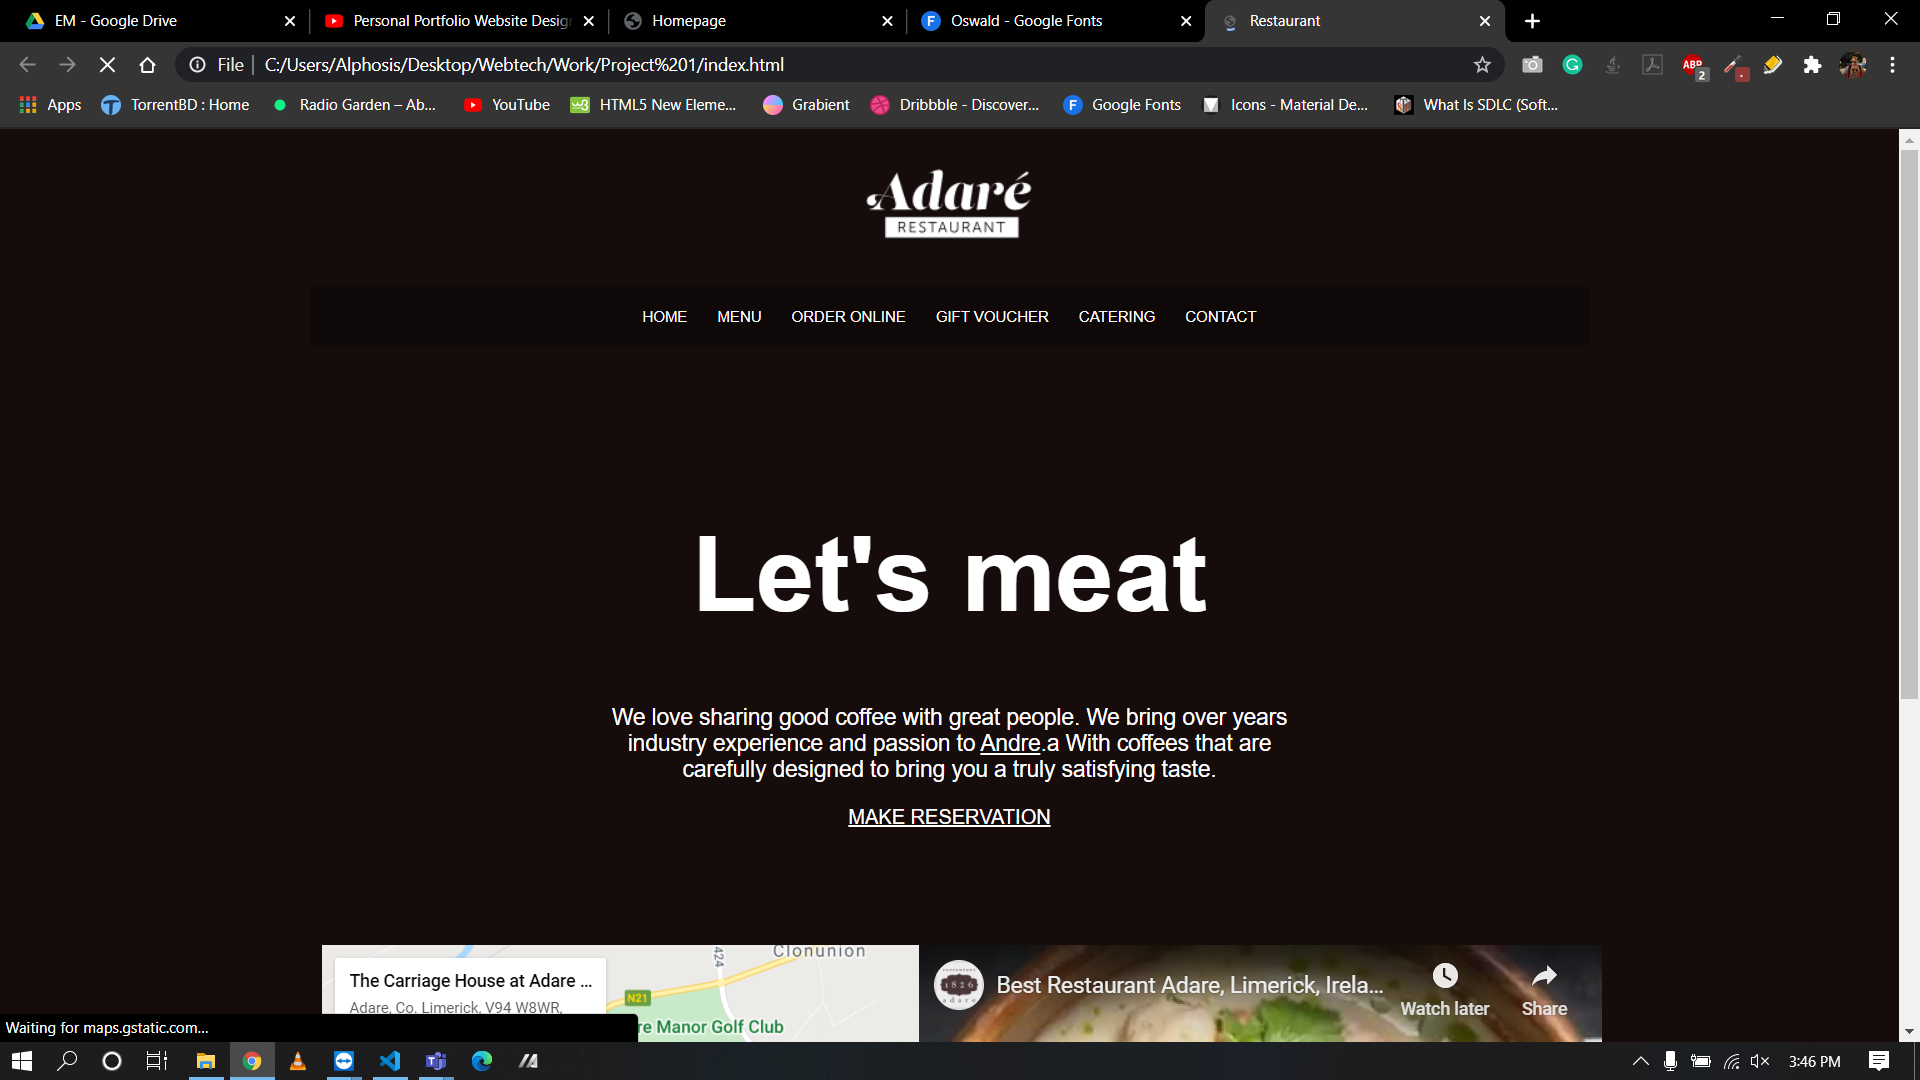 EM - Google Drive
Personal Portfolio Website Desig
Homepage
Oswald - Google Fonts
Restaurant
File
C:/Users/Alphosis/Desktop/Webtech/Work/Project%201/index.html
ABP
2
Apps
TorrentBD : Home
Radio Garden – Ab...
YouTube
HTML5 New Eleme...
Grabient
Dribbble - Discover...
Google Fonts
Icons - Material De...
What Is SDLC (Soft...
Adaré
RESTAURANT
HOME MENU ORDER ONLINE GIFT VOUCHER CATERING CONTACT
Let's meat
We love sharing good coffee with great people. We bring over years
industry experience and passion to Andre.a With coffees that are
carefully designed to bring you a truly satisfying taste.
MAKE RESERVATION
Clonunion
424
The Carriage House at Adare ...
Adare, Co. Limerick, V94 W8WR,
N21
re Manor Golf Club
1826
adare
Best Restaurant Adare, Limerick, Irela...
Watch later
Share
Waiting for maps.gstatic.com...
3:46 PM